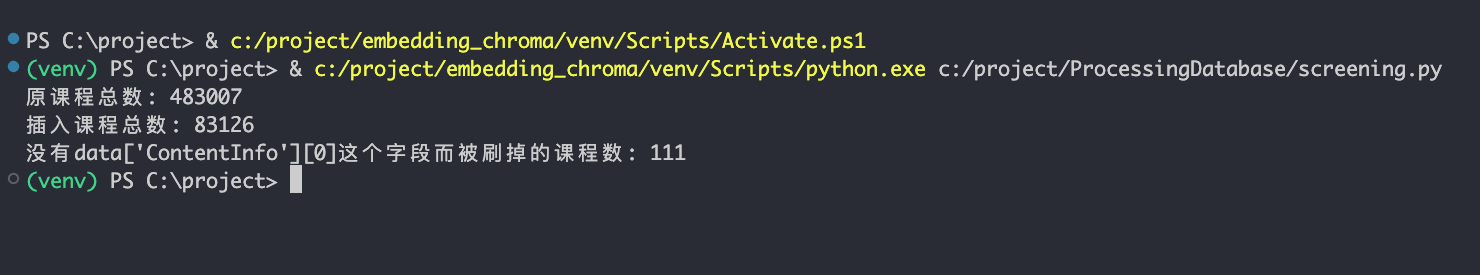 PS C:\project> & c:/project/embedding_chroma/venv/Scripts/Activate.ps1
(venv) PS C:\project> & c:/project/embedding_chroma/venv/Scripts/python.exe c:/project/ProcessingDatabase/screening.py
原课程总数: 483007
插入课程总数: 83126
没有data['ContentInfo'][0]这个字段而被刷掉的课程数: 111
(venv) PS C:\project>